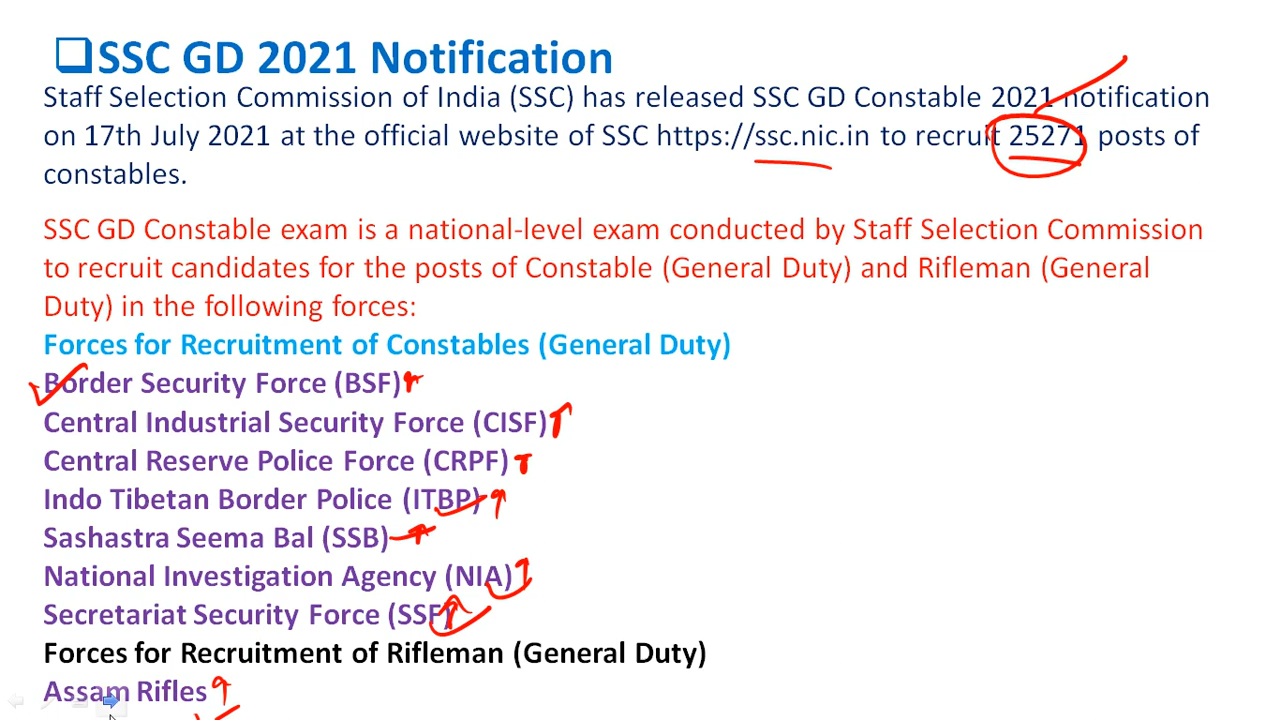 SSC GD 2021 Notification
Staff Selection Commission of India (SSC) has released SSC GD Constable 2021 notification
on 17th July 2021 at the official website of SSC https://ssc.nic.in to recruit 25271 posts of
constables.
SSC GD Constable exam is a national-level exam conducted by Staff Selection Commission
to recruit candidates for the posts of Constable (General Duty) and Rifleman (General
Duty) in the following forces:
Forces for Recruitment of Constables (General Duty)
Border Security Force (BSF)
Central Industrial Security Force (CISF)
Central Reserve Police Force (CRPF)
Indo Tibetan Border Police (ITBP)
Sashastra Seema Bal (SSB)
National Investigation Agency (NIA)
Secretariat Security Force (SSF)
Forces for Recruitment of Rifleman (General Duty)
Assam Rifles